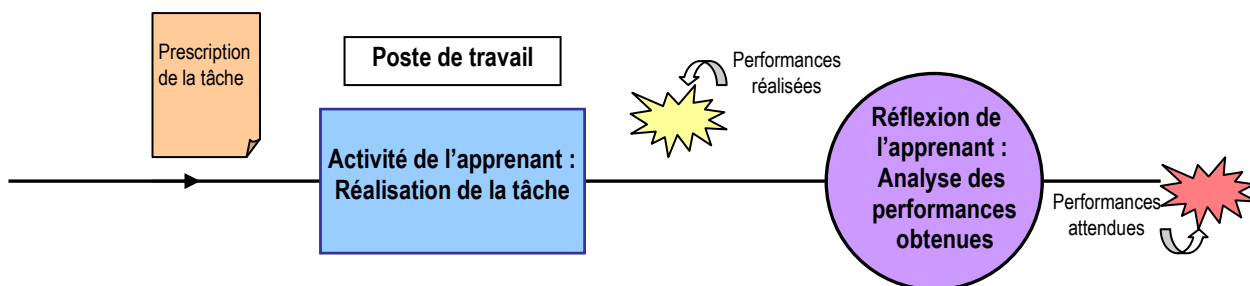 Prescription
de la tâche
Poste de travail
Activité de l’apprenant :
Réalisation de la tâche
Performances
réalisées
Réflexion de
l’apprenant :
Analyse des
performances
obtenues
Performances
attendues